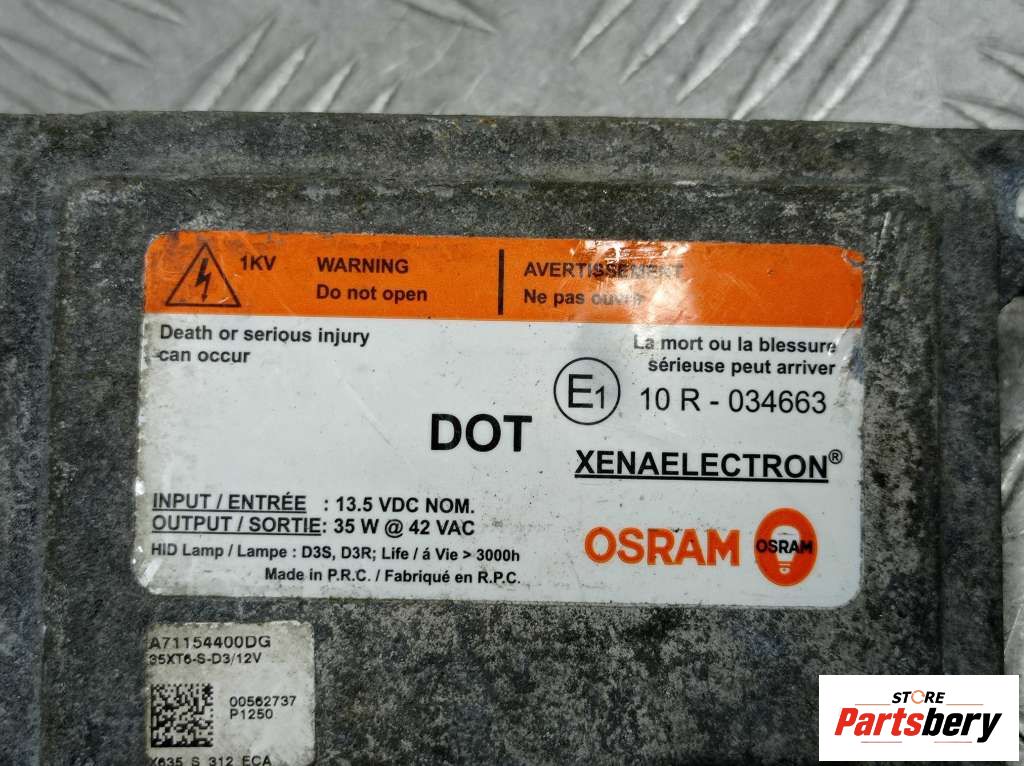 1KV
WARNING
Do not open
AVERTISSEMENT
Ne pas ouvrir
Death or serious injury
can occur
La mort ou la blessure
sérieuse peut arriver
E1
10 R - 034663
DOT
XENAELECTRON®
INPUT / ENTRÉE : 13.5 VDC NOM.
OUTPUT / SORTIE: 35 W @ 42 VAC
HID Lamp / Lampe : D3S, D3R; Life / á Vie > 3000h
Made in P.R.C. / Fabriqué en R.P.C.
OSRAM
OSRAM
A71154400DG
35XT6-S-D3/12V
00562737
P1250
X635 S 312 ECA
STORE
Partsbery